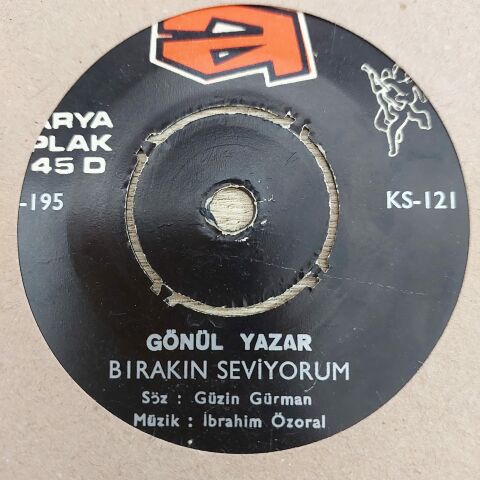 ARYA
PLAK
45 D
-195
KS-121
GÖNÜL YAZAR
BIRAKIN SEVİYORUM
Söz : Güzin Gürman
Müzik : İbrahim Özoral